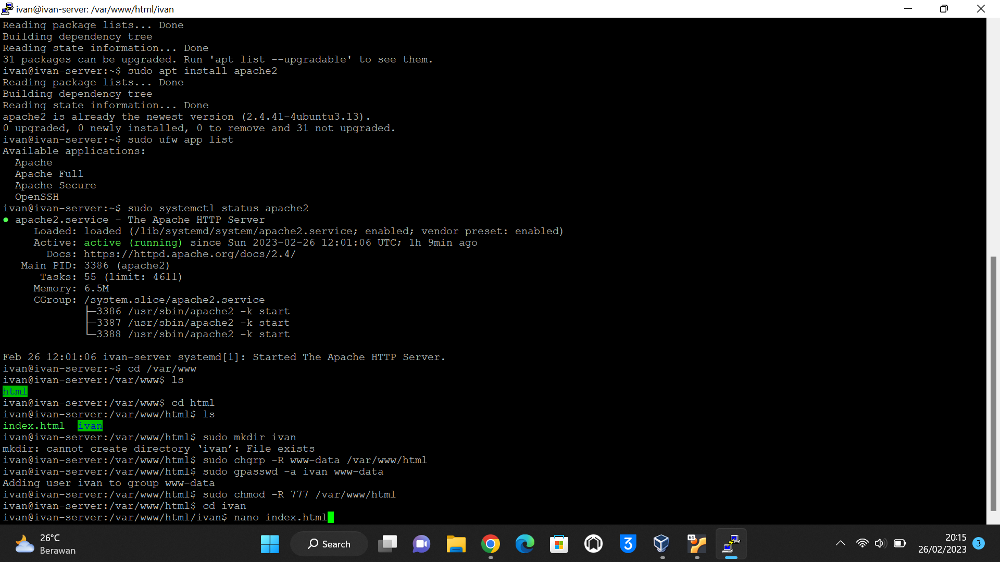 ivan@ivan-server: /var/www/html/ivan
Reading package lists... Done
Building dependency tree
Reading state information... Done
31 packages can be upgraded. Run 'apt list --upgradable' to see them.
ivan@ivan-server:~$ sudo apt install apache2
Reading package lists... Done
Building dependency tree
Reading state information... Done
apache2 is already the newest version (2.4.41-4ubuntu3.13).
0 upgraded, 0 newly installed, 0 to remove and 31 not upgraded.
ivan@ivan-server:~$ sudo ufw app list
Available applications:
  Apache
  Apache Full
  Apache Secure
  OpenSSH
ivan@ivan-server:~$ sudo systemctl status apache2
● apache2.service - The Apache HTTP Server
     Loaded: loaded (/lib/systemd/system/apache2.service; enabled; vendor preset: enabled)
     Active: active (running) since Sun 2023-02-26 12:01:06 UTC; 1h 9min ago
       Docs: https://httpd.apache.org/docs/2.4/
   Main PID: 3386 (apache2)
      Tasks: 55 (limit: 4611)
     Memory: 6.5M
     CGroup: /system.slice/apache2.service
             ├─3386 /usr/sbin/apache2 -k start
             ├─3387 /usr/sbin/apache2 -k start
             └─3388 /usr/sbin/apache2 -k start
Feb 26 12:01:06 ivan-server systemd[1]: Started The Apache HTTP Server.
ivan@ivan-server:~$ cd /var/www
ivan@ivan-server:/var/www$ ls
html
ivan@ivan-server:/var/www$ cd html
ivan@ivan-server:/var/www/html$ ls
index.html  ivan
ivan@ivan-server:/var/www/html$ sudo mkdir ivan
mkdir: cannot create directory ‘ivan’: File exists
ivan@ivan-server:/var/www/html$ sudo chgrp -R www-data /var/www/html
ivan@ivan-server:/var/www/html$ sudo gpasswd -a ivan www-data
Adding user ivan to group www-data
ivan@ivan-server:/var/www/html$ sudo chmod -R 777 /var/www/html
ivan@ivan-server:/var/www/html$ cd ivan
ivan@ivan-server:/var/www/html/ivan$ nano index.html
26°C
Berawan
Search
3
64
20:15
26/02/2023
3